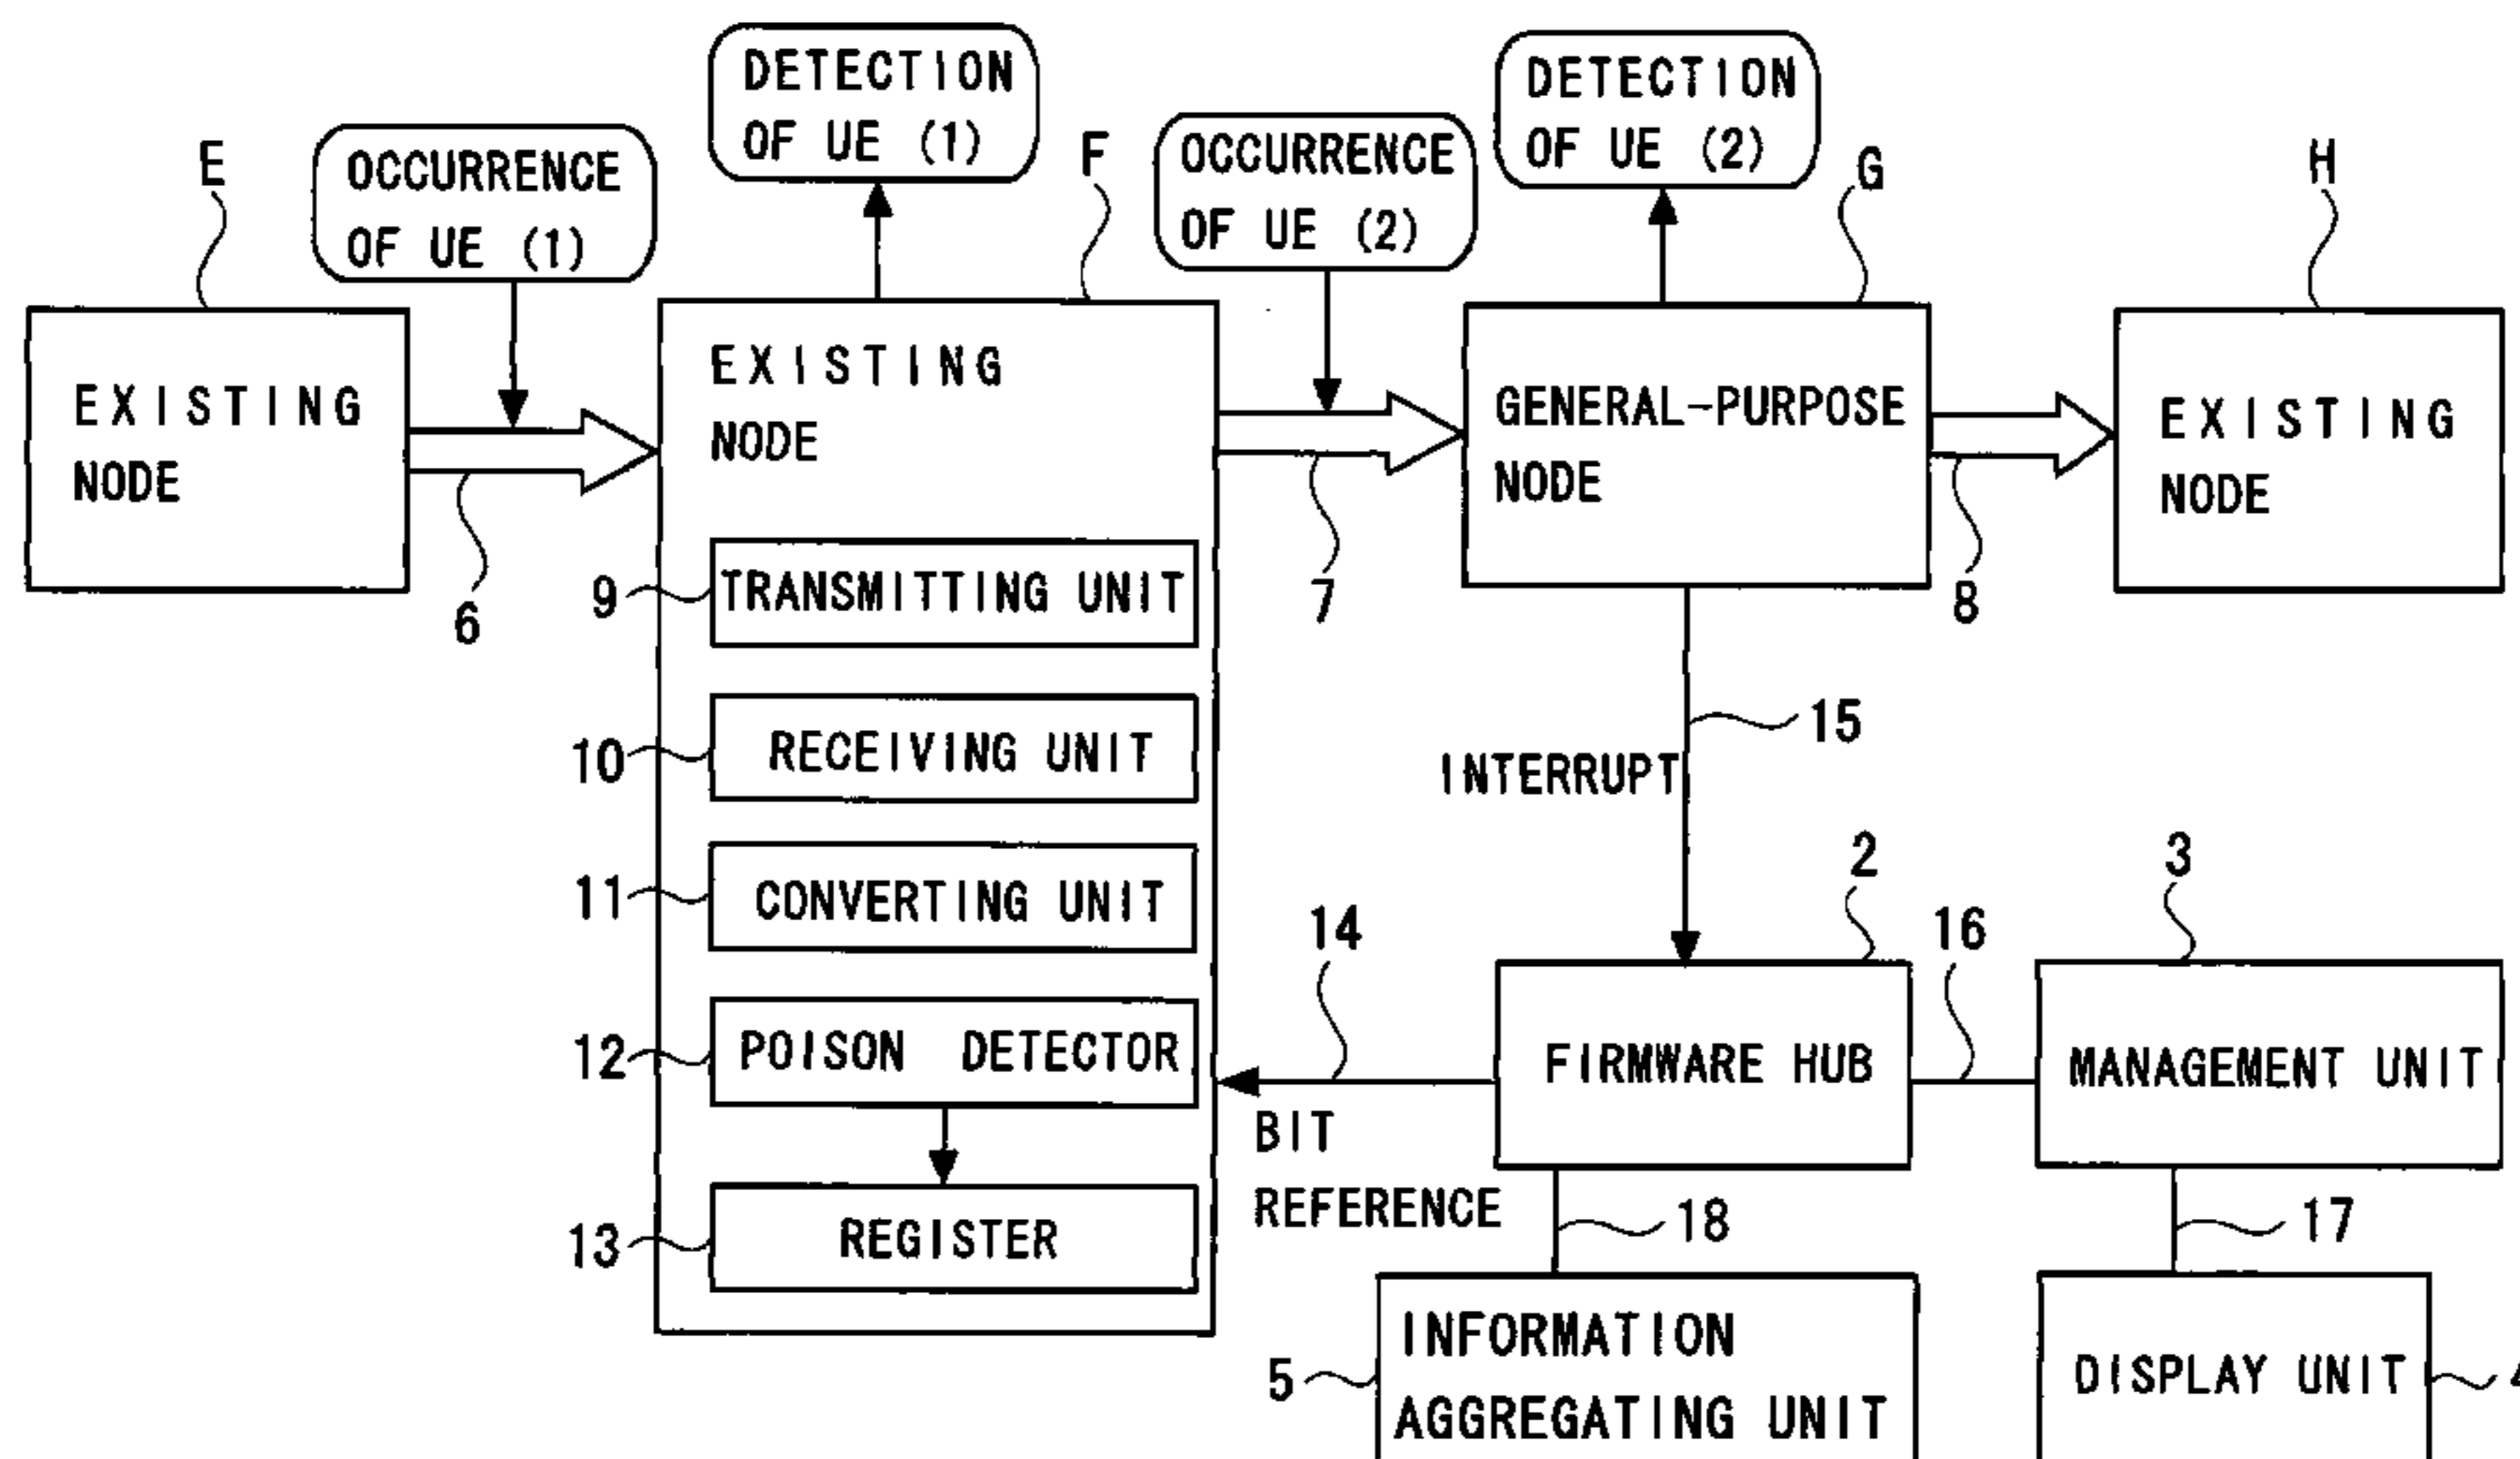 DETECTION
OF UE (1)
DETECTION
OF UE (2)
E
OCCURRENCE
OF UE (1)
F
OCCURRENCE
OF UE (2)
G
H
EXISTING
NODE
EXISTING
NODE
GENERAL-PURPOSE
NODE
EXISTING
NODE
6
7
8
9
TRANSMITTING UNIT
10
RECEIVING UNIT
15
INTERRUPT
11
CONVERTING UNIT
14
2
16
3
12
POISON DETECTOR
FIRMWARE HUB
MANAGEMENT UNIT
BIT
REFERENCE
13
REGISTER
18
17
5
INFORMATION
AGGREGATING UNIT
DISPLAY UNIT